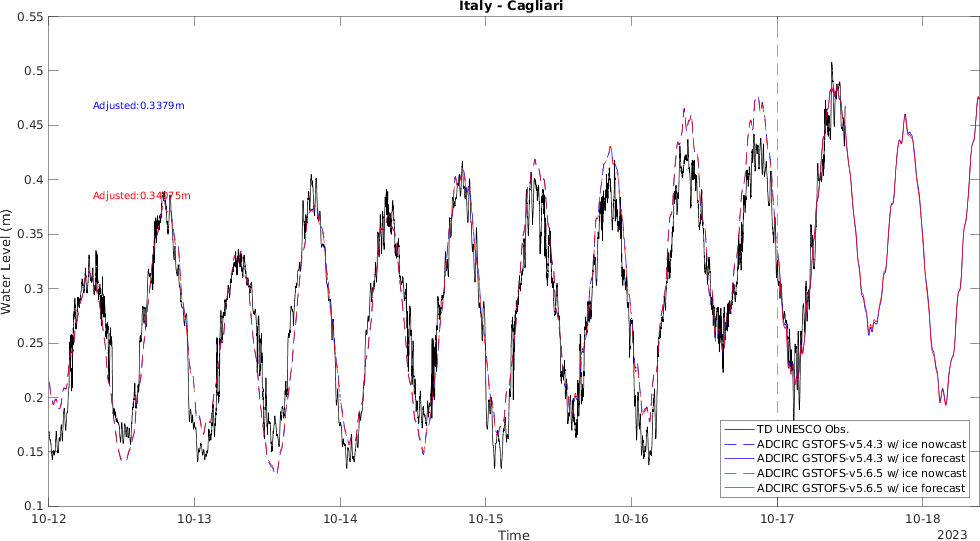 Italy - Cagliari
0.55
0.5
0.45
0.4
0.35
0.3
0.25
0.2
0.15
0.1
Water Level (m)
Adjusted:0.3379m
TD UNESCO Obs.
ADCIRC GSTOFS-v5.4.3 w/ ice nowcast
ADCIRC GSTOFS-v5.4.3 w/ ice forecast
ADCIRC GSTOFS-v5.6.5 w/ ice nowcast
ADCIRC GSTOFS-v5.6.5 w/ ice forecast
10-12 10-13 10-14 10-15 10-16 10-17 10-18
Time
2023